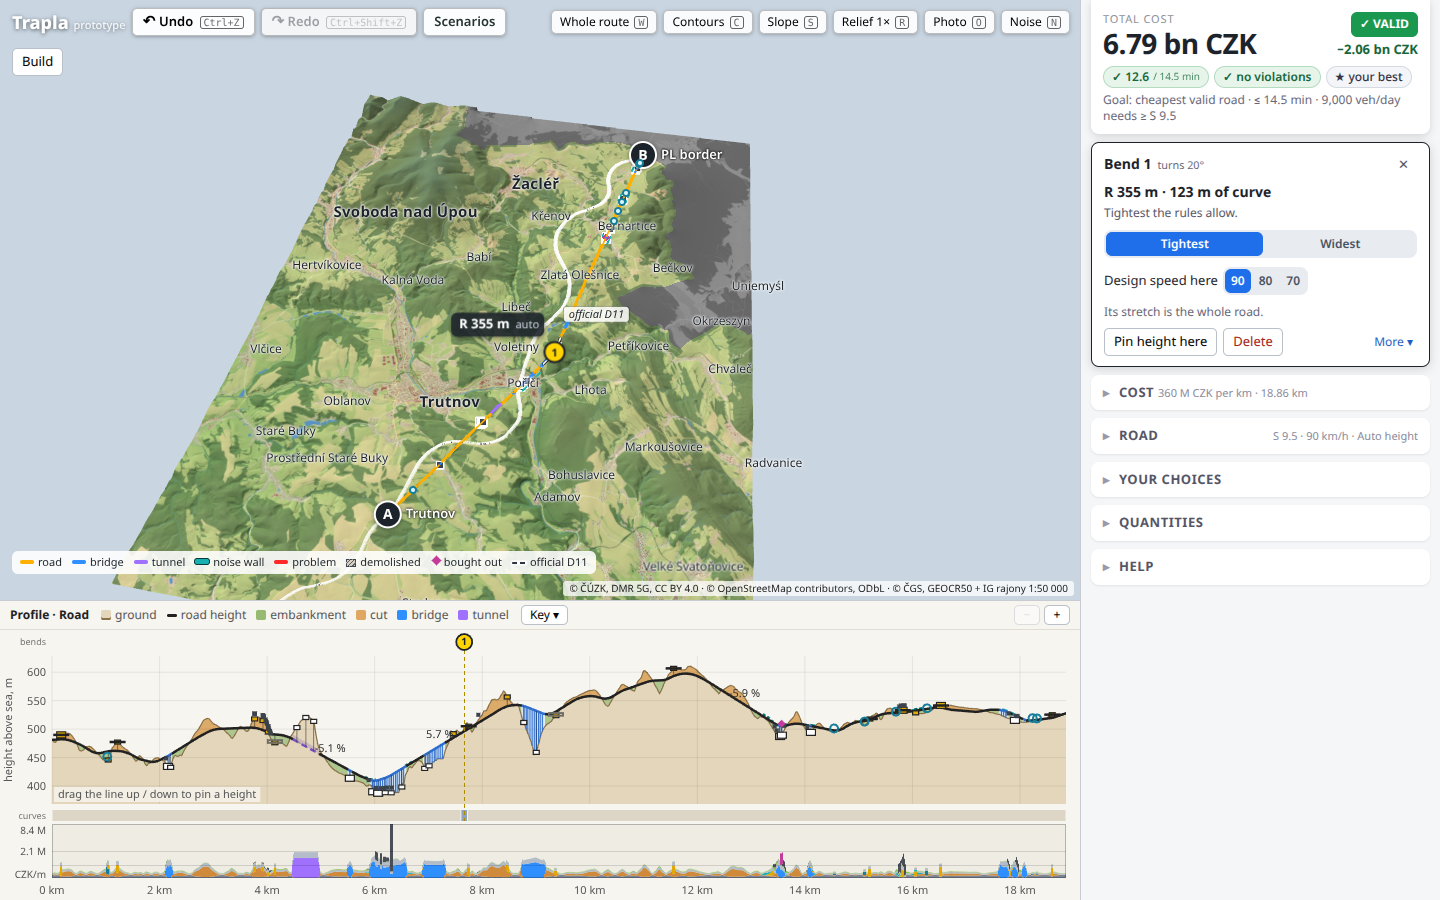 Trapla prototype
↶ Undo Ctrl+Z
↷ Redo Ctrl+Shift+Z
Scenarios
Whole route W
Contours C
Slope S
Relief 1× R
Photo O
Noise N
Build
B PL border
Žacléř
Svoboda nad Úpou
Křenov
Bernartice
Babí
Hertvíkovice
Kalná Voda
Zlatá Olešnice
Bečkov
Uniemyśl
Libeč
official D11
Okrzeszyn
R 355 m auto
Vlčice
Voletiny
1
Petříkovice
Chvaleč
Poříčí
Lhota
Oblanov
Trutnov
Staré Buky
Prostřední Staré Buky
Markoušovice
Radvanice
Bohuslavice
Adamov
A Trutnov
Velké Svatoňovice
road
bridge
tunnel
noise wall
problem
demolished
bought out
official D11
© ČÚZK, DMR 5G, CC BY 4.0 · © OpenStreetMap contributors, ODbL · © ČGS, GEOCR50 + IG rajony 1:50 000
TOTAL COST
✓ VALID
6.79 bn CZK
−2.06 bn CZK
✓ 12.6 / 14.5 min
✓ no violations
★ your best
Goal: cheapest valid road · ≤ 14.5 min · 9,000 veh/day
needs ≥ S 9.5
Bend 1 turns 20°
✕
R 355 m · 123 m of curve
Tightest the rules allow.
Tightest
Widest
Design speed here 90 80 70
Its stretch is the whole road.
Pin height here
Delete
More ▾
▸ COST 360 M CZK per km · 18.86 km
▸ ROAD S 9.5 · 90 km/h · Auto height
▸ YOUR CHOICES
▸ QUANTITIES
▸ HELP
Profile · Road
ground
road height
embankment
cut
bridge
tunnel
Key ▾
−
+
bends
1
height above sea, m
600
550
500
450
400
5.1 %
5.7 %
5.9 %
drag the line up / down to pin a height
curves
8.4 M
2.1 M
CZK/m
0 km
2 km
4 km
6 km
8 km
10 km
12 km
14 km
16 km
18 km